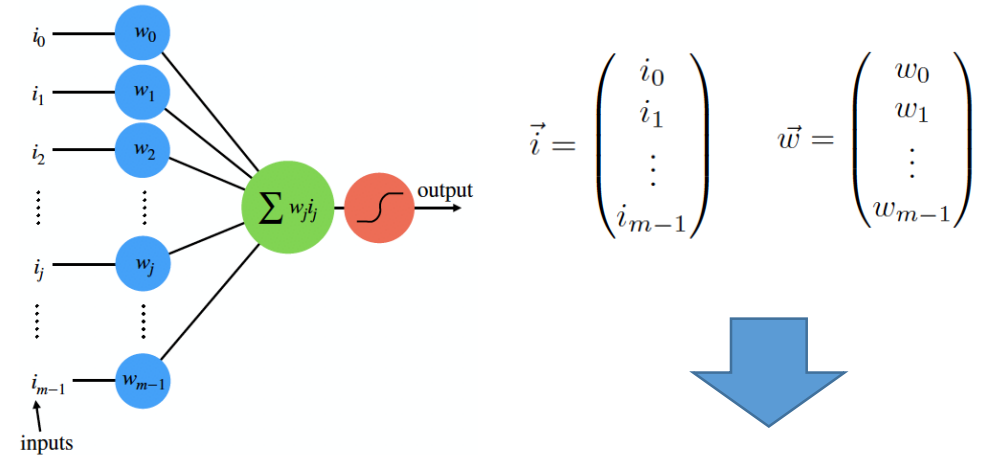 i₀ w₀
i₁ w₁
i₂ w₂
∑ wⱼiⱼ
output
iⱼ wⱼ
iₘ₋₁ wₘ₋₁
inputs
i⃗ = ( i₀
i₁
⋮
iₘ₋₁ )
w⃗ = ( w₀
w₁
⋮
wₘ₋₁ )